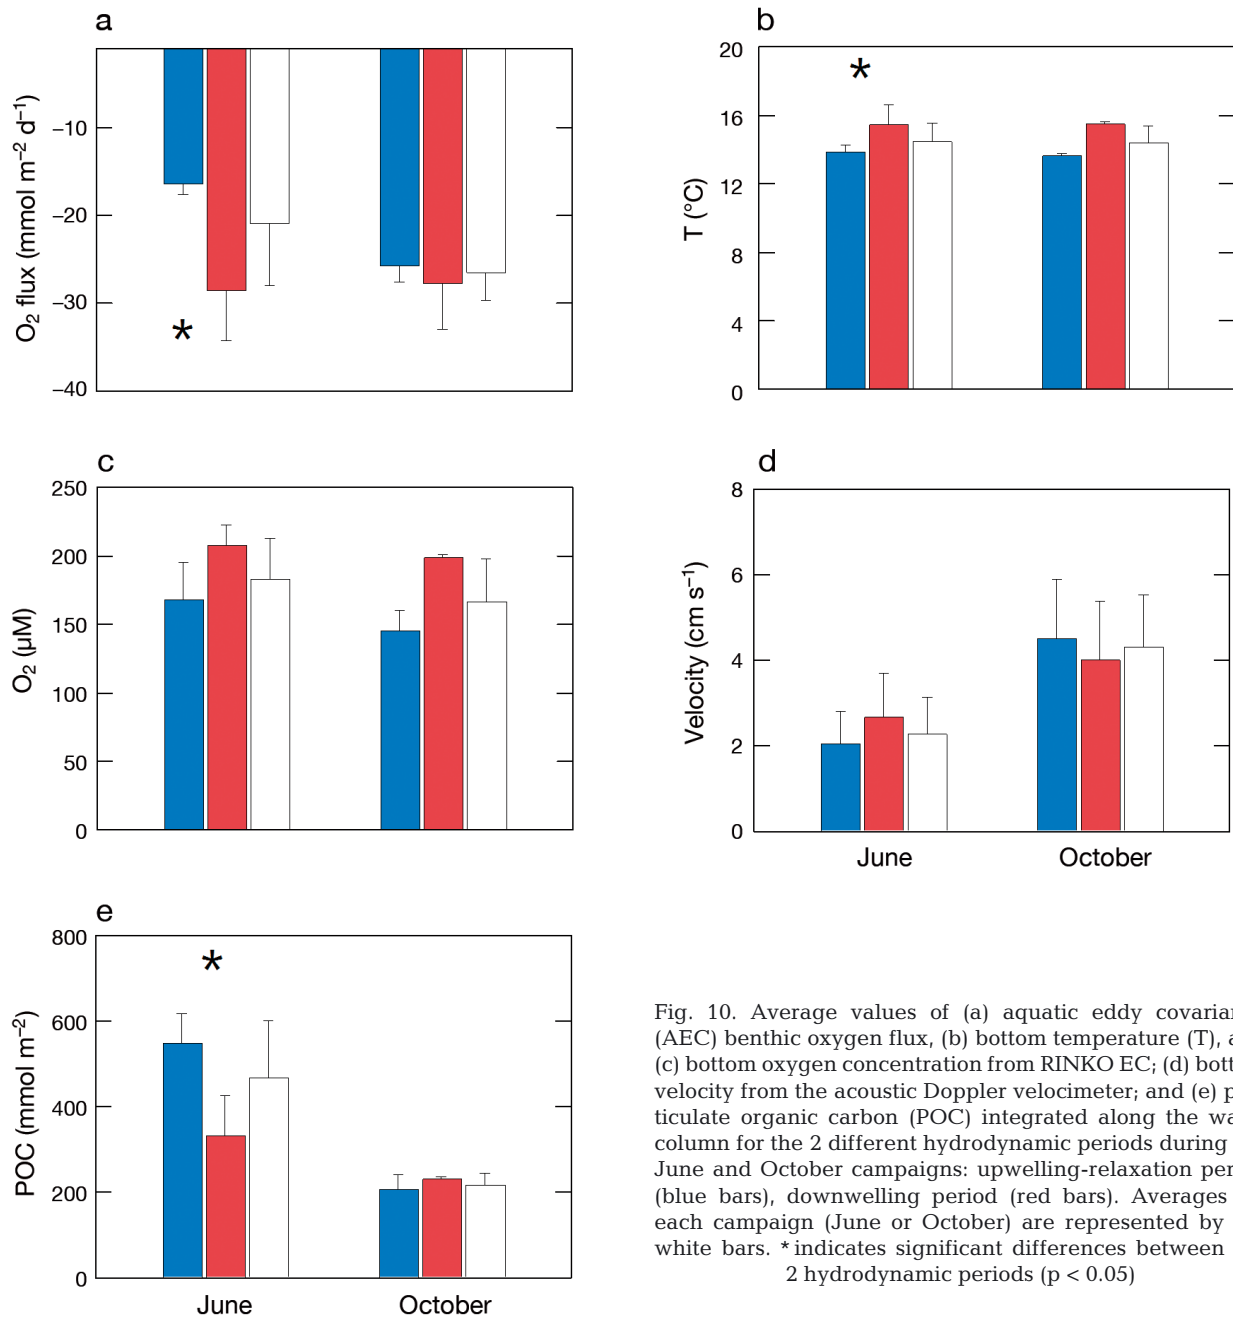 a
O₂ flux (mmol m⁻² d⁻¹)
−10
−20
−30
−40
*
b
T (°C)
20
16
12
8
4
0
*
c
O₂ (µM)
250
200
150
100
50
0
d
Velocity (cm s⁻¹)
8
6
4
2
0
June October
e
POC (mmol m⁻²)
800
600
400
200
0
*
June October
Fig. 10. Average values of (a) aquatic eddy
(AEC) benthic oxygen flux, (b) bottom temperature (T),
(c) bottom oxygen concentration from RINKO EC; (d)
velocity from the acoustic Doppler velocimeter; and (e)
ticulate organic carbon (POC) integrated along the
column for the 2 different hydrodynamic periods during
June and October campaigns: upwelling-relaxation
(blue bars), downwelling period (red bars). Averages
each campaign (June or October) are represented by
white bars. * indicates significant differences between
2 hydrodynamic periods (p < 0.05)